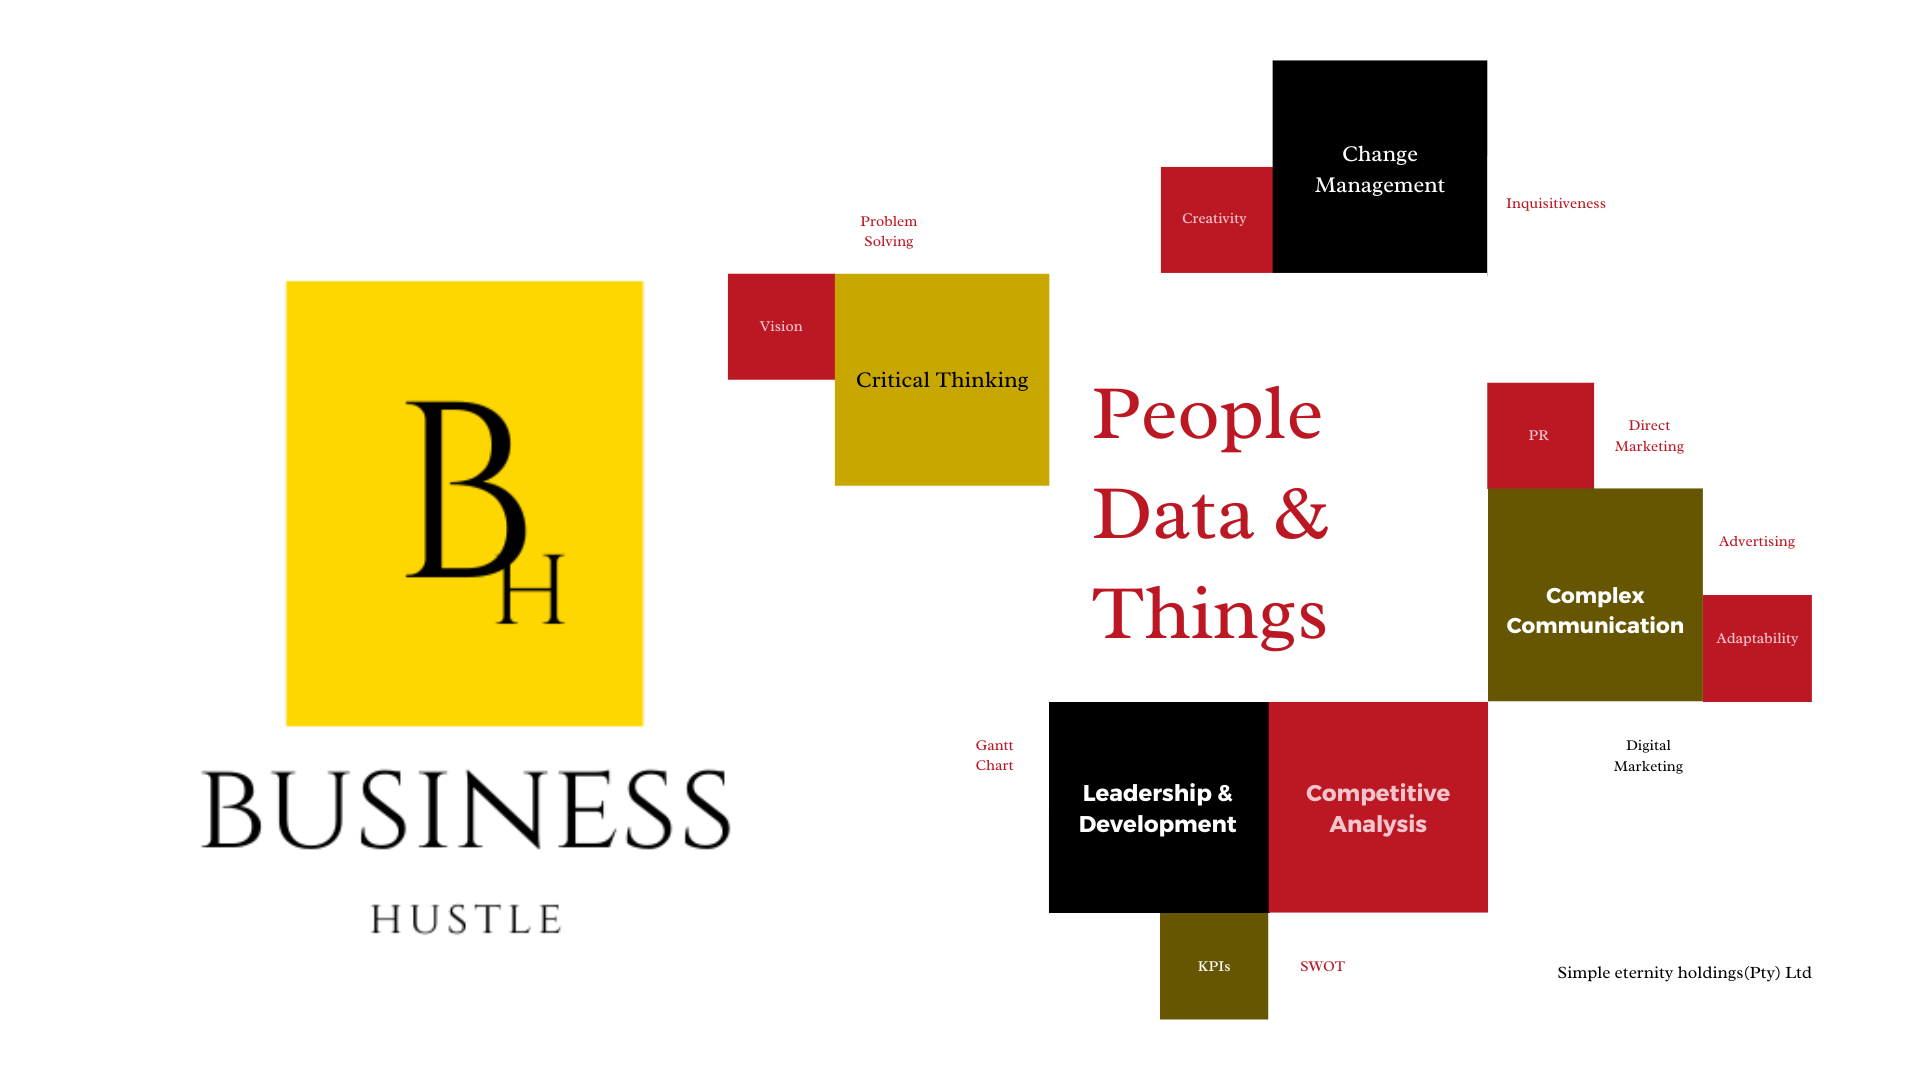 B
H
BUSINESS
HUSTLE
Problem
Solving
Vision
Critical Thinking
Creativity
Change
Management
Inquisitiveness
People
Data &
Things
PR
Direct
Marketing
Advertising
Complex
Communication
Adaptability
Gantt
Chart
Leadership &
Development
Competitive
Analysis
Digital
Marketing
KPIs
SWOT
Simple eternity holdings(Pty) Ltd